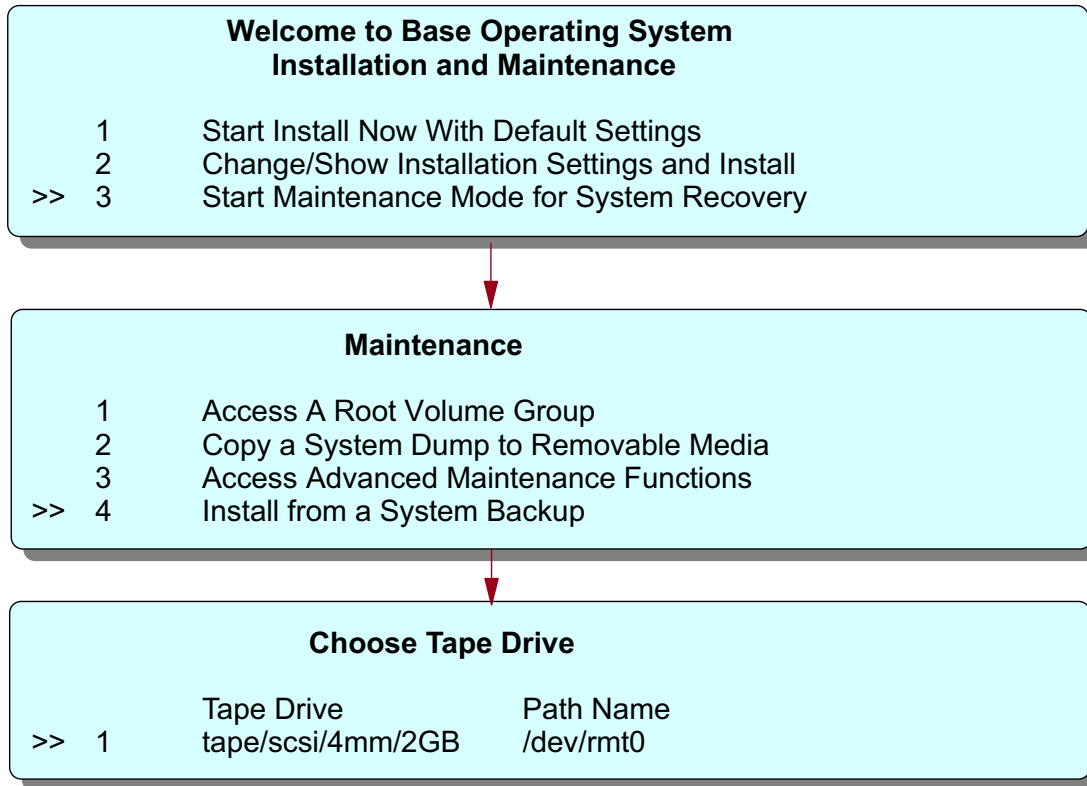 Welcome to Base Operating System
Installation and Maintenance
1 Start Install Now With Default Settings
2 Change/Show Installation Settings and Install
>> 3 Start Maintenance Mode for System Recovery
Maintenance
1 Access A Root Volume Group
2 Copy a System Dump to Removable Media
3 Access Advanced Maintenance Functions
>> 4 Install from a System Backup
Choose Tape Drive
Tape Drive Path Name
>> 1 tape/scsi/4mm/2GB /dev/rmt0